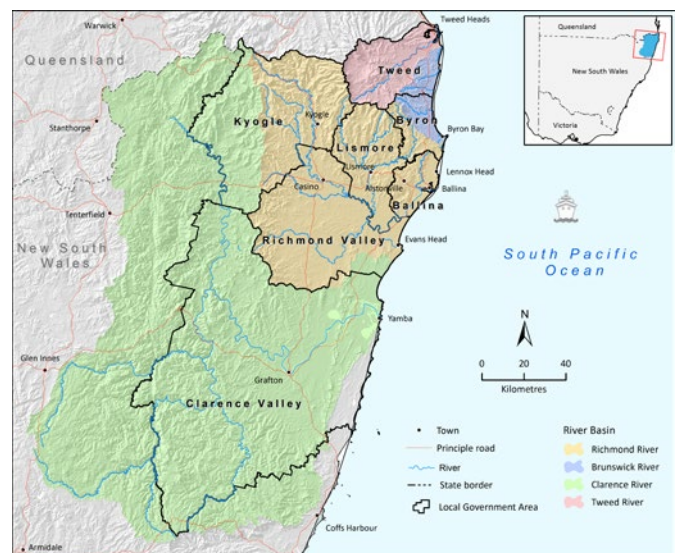 Tweed Heads
Warwick
Queensland
Tweed
Stanthorpe
Kyogle
Kyogle
Byron
Byron Bay
Lismore
Lismore
Lennox Head
Casino
Alstonville
Ballina
Ballina
Tenterfield
Richmond Valley
Evans Head
New South
Wales
South Pacific
Ocean
Yamba
N
Glen Innes
Grafton
0 20 40
Kilometres
Clarence Valley
Coffs Harbour
Armidale
Queensland
New South Wales
Victoria
Town
Principle road
River
State border
Local Government Area
River Basin
Richmond River
Brunswick River
Clarence River
Tweed River